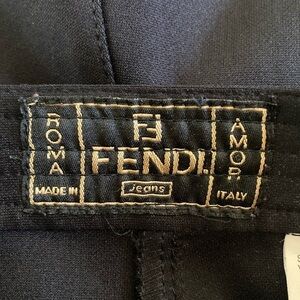 ROMA
FF
FENDI
AMOR
MADE IN
jeans
ITALY